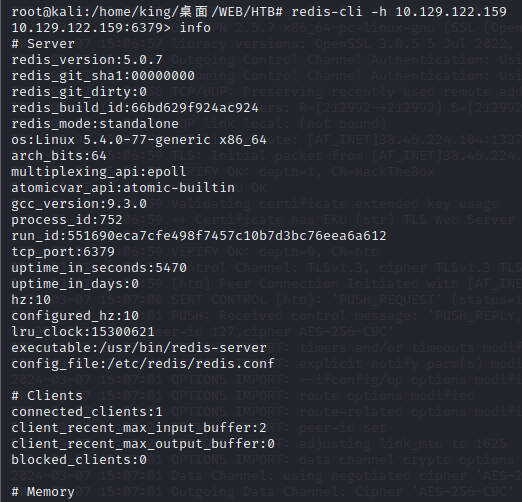 root@kali:/home/king/桌面/WEB/HTB# redis-cli -h 10.129.122.159
10.129.122.159:6379> info
# Server
redis_version:5.0.7
redis_git_sha1:00000000
redis_git_dirty:0
redis_build_id:66bd629f924ac924
redis_mode:standalone
os:Linux 5.4.0-77-generic x86_64
arch_bits:64
multiplexing_api:epoll
atomicvar_api:atomic-builtin
gcc_version:9.3.0
process_id:752
run_id:551690eca7cfe498f7457c10b7d3bc76eea6a612
tcp_port:6379
uptime_in_seconds:5470
uptime_in_days:0
hz:10
configured_hz:10
lru_clock:15300621
executable:/usr/bin/redis-server
config_file:/etc/redis/redis.conf
# Clients
connected_clients:1
client_recent_max_input_buffer:2
client_recent_max_output_buffer:0
blocked_clients:0
# Memory